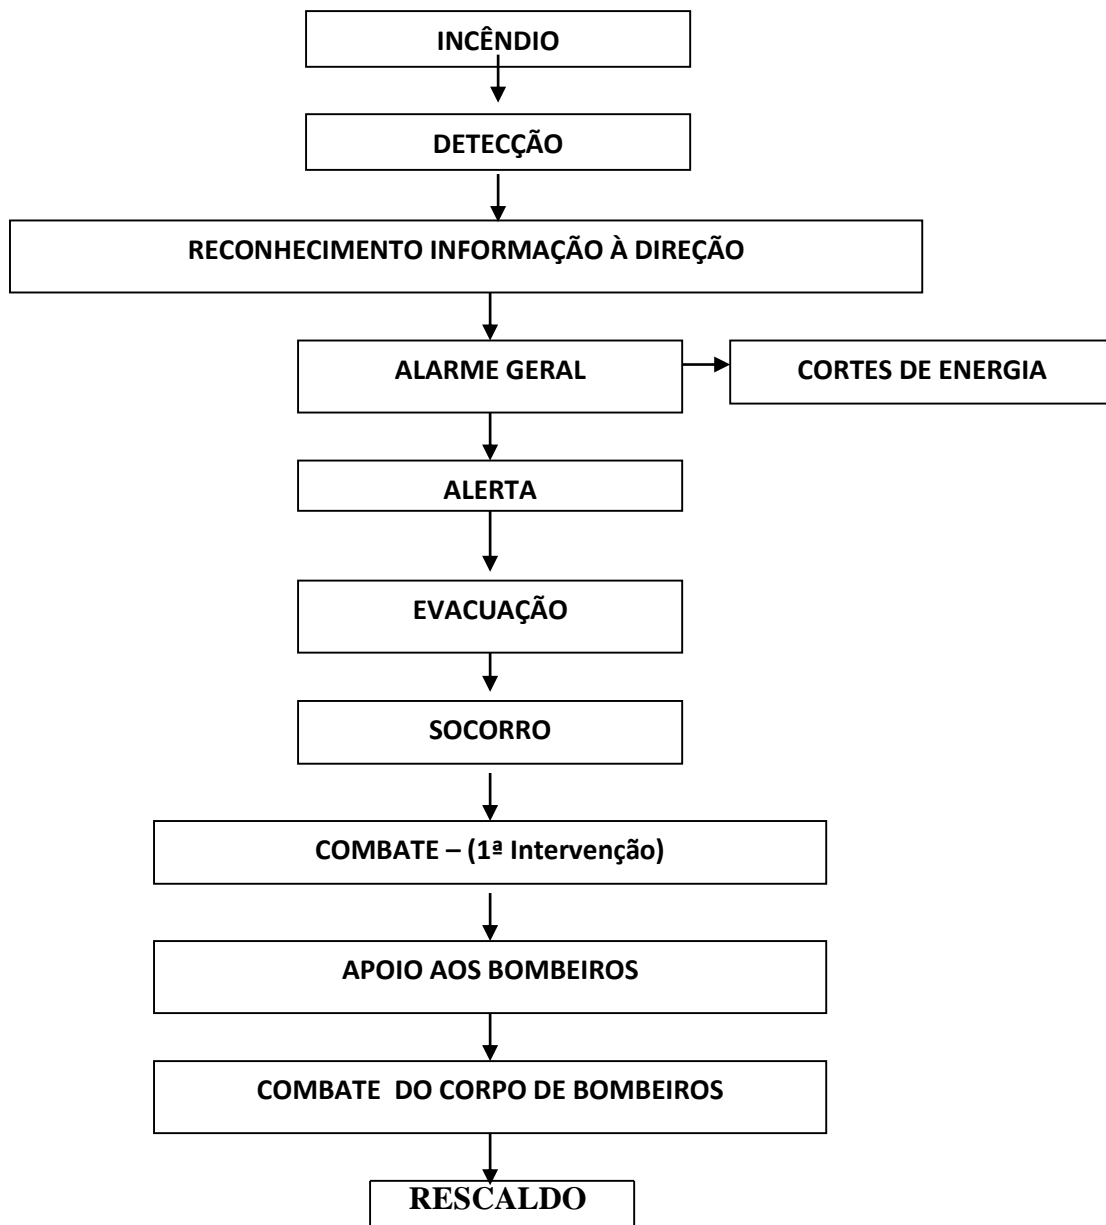 INCÊNDIO
DETECÇÃO
RECONHECIMENTO INFORMAÇÃO À DIREÇÃO
ALARME GERAL
CORTES DE ENERGIA
ALERTA
EVACUAÇÃO
SOCORRO
COMBATE – (1ª Intervenção)
APOIO AOS BOMBEIROS
COMBATE DO CORPO DE BOMBEIROS
RESCALDO